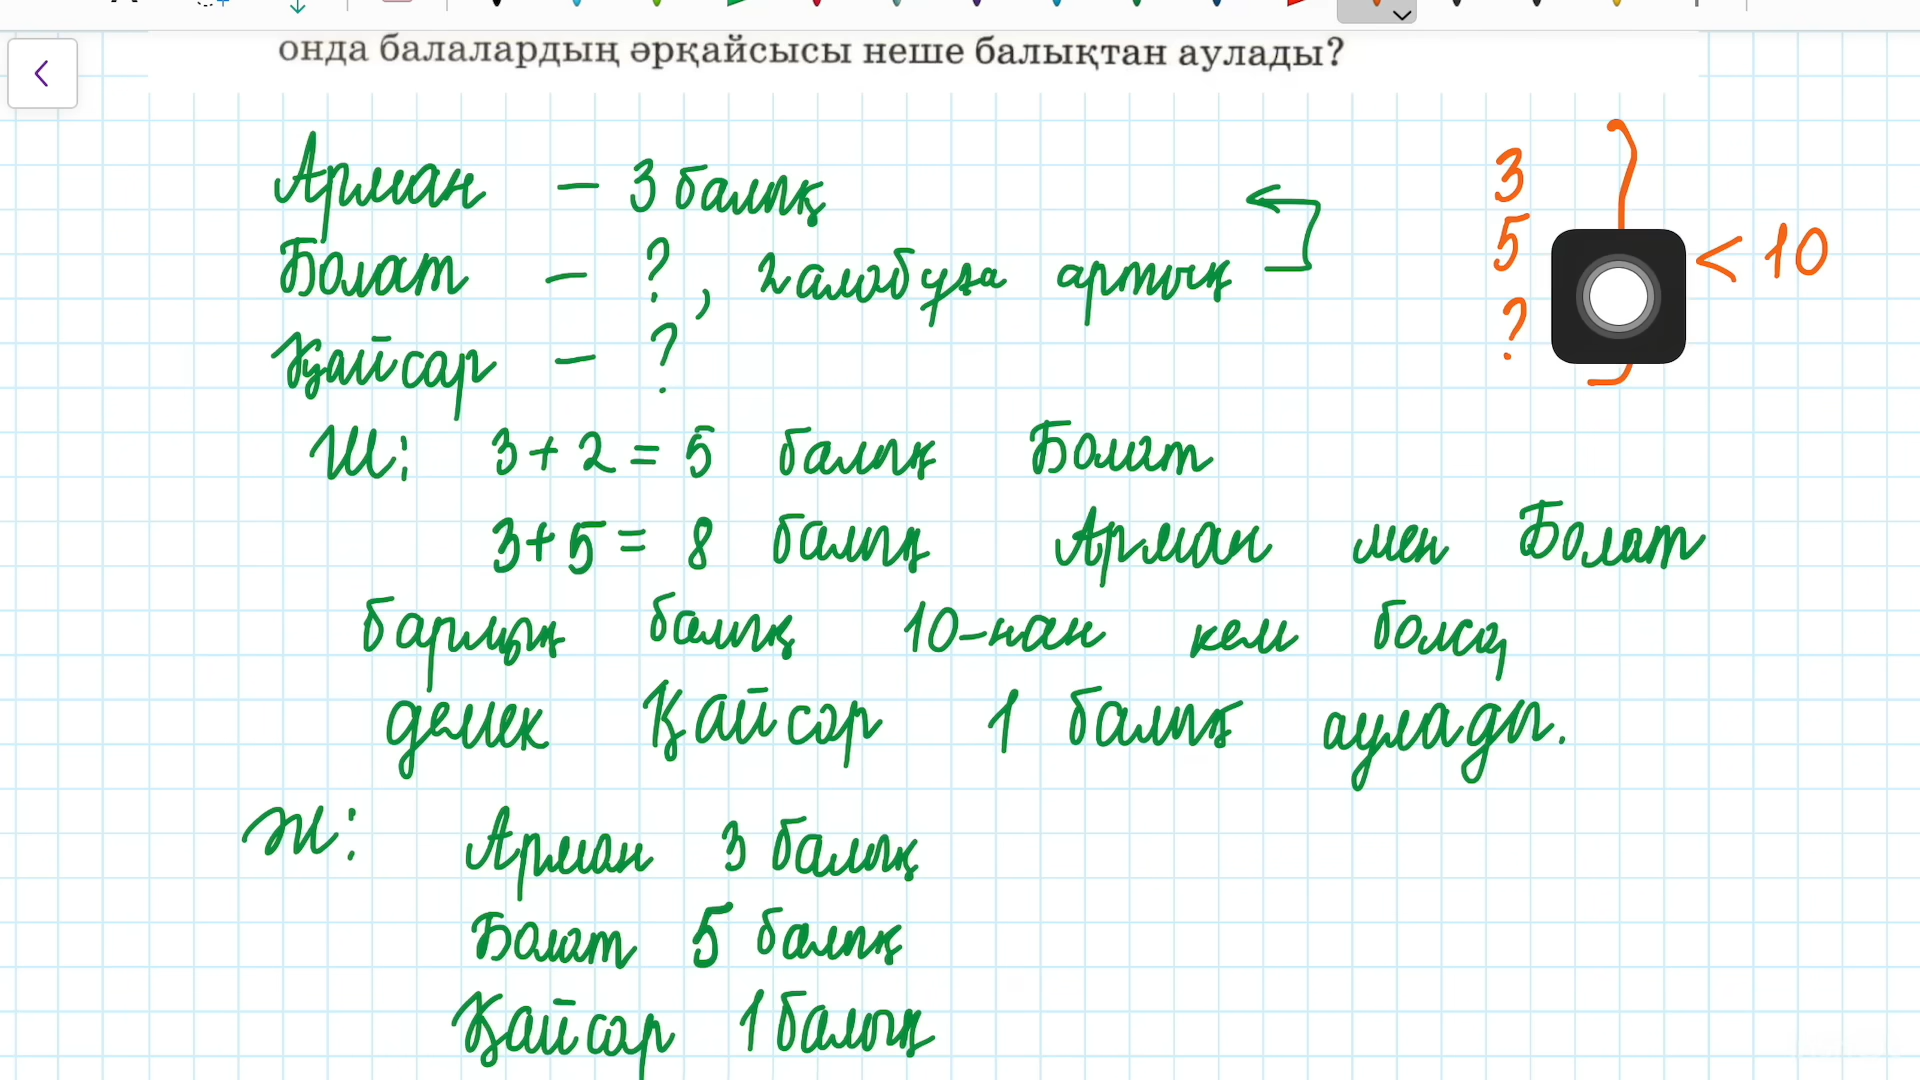 онда балалардың әрқайсысы неше балықтан аулады?
Арман – 3 балық
Болат – ?, 2 алабұға артық
Қайсар – ?
3
5
?
< 10
Ш: 3 + 2 = 5 балық Болат
3+5 = 8 балық Арман мен Болат
барлық балық 10-нан кем болса,
демек Қайсар 1 балық аулады.
Ж: Арман 3 балық
Болат 5 балық
Қайсар 1 балық